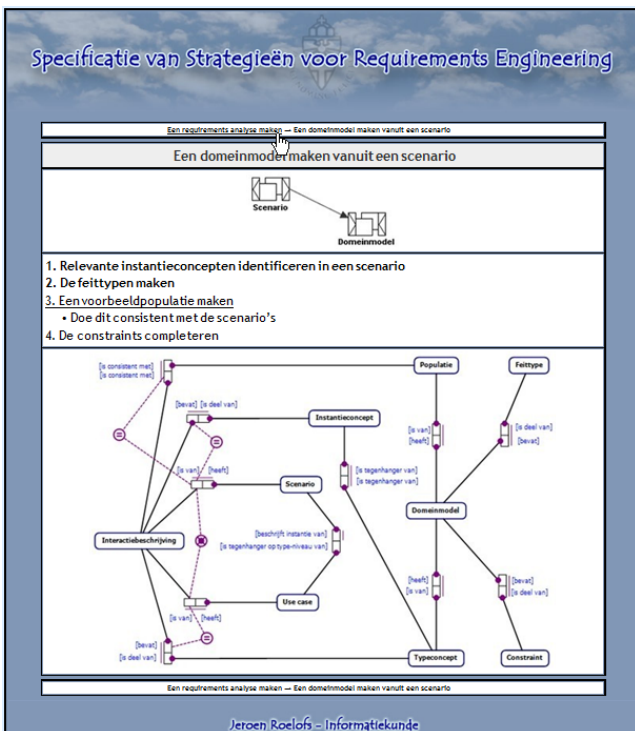 Specificatie van Strategieën voor Requirements Engineering
Een requirements analyse maken — Een domeinmodel maken vanuit een scenario
Een domeinmodel maken vanuit een scenario
Scenario
Domeinmodel
1. Relevante instantieconcepten identificeren in een scenario
2. De feittypen maken
3. Een voorbeeldpopulatie maken
• Doe dit consistent met de scenario's
4. De constraints completeren
[is consistent met]
[is consistent met]
Populatie
Feittype
[bevat] [is deel van]
Instantieconcept
[is van]
[heeft]
[is deel van]
[bevat]
[is van] [heeft]
Scenario
[is tegenhanger van]
[is tegenhanger van]
Domeinmodel
[beschrijft instantie van]
[is tegenhanger op type-niveau van]
Interactiebeschrijving
[heeft]
[is van]
[bevat]
[is deel van]
Use case
[is van] [heeft]
[bevat]
[is deel van]
Typeconcept
Constraint
Een requirements analyse maken — Een domeinmodel maken vanuit een scenario
Jeroen Roelofs - Informatiekunde